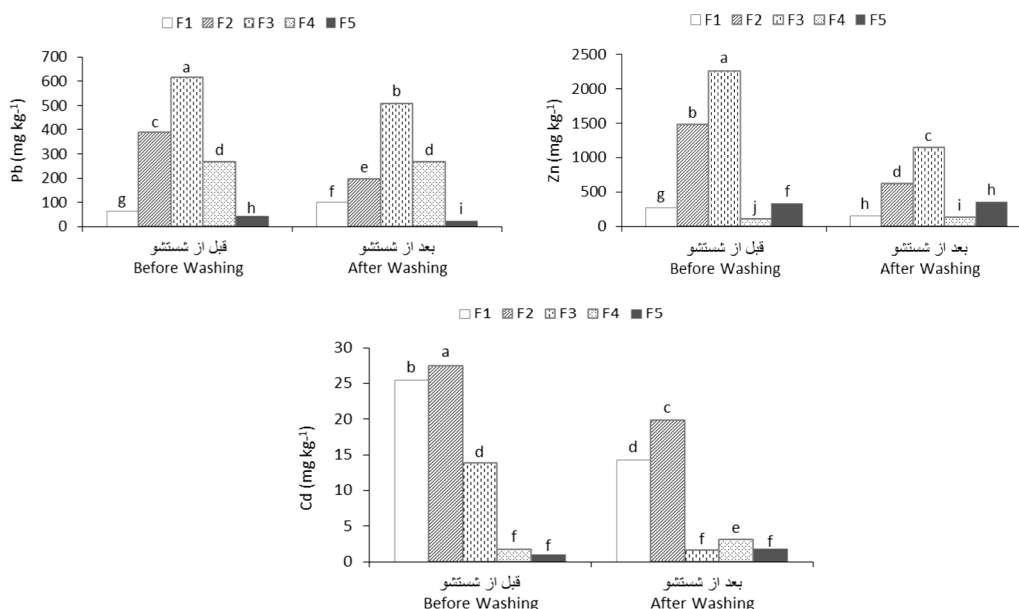 F1 F2 F3 F4 F5
Pb (mg kg-1)
700
600
500
400
300
200
100
0
g c a d h
f e b d i
قبل از شستشو
Before Washing
بعد از شستشو
After Washing
F1 F2 F3 F4 F5
Zn (mg kg-1)
2500
2000
1500
1000
500
0
g b a j f
h d c i h
قبل از شستشو
Before Washing
بعد از شستشو
After Washing
F1 F2 F3 F4 F5
Cd (mg kg-1)
30
25
20
15
10
5
0
b a d f f
d c f e f
قبل از شستشو
Before Washing
بعد از شستشو
After Washing